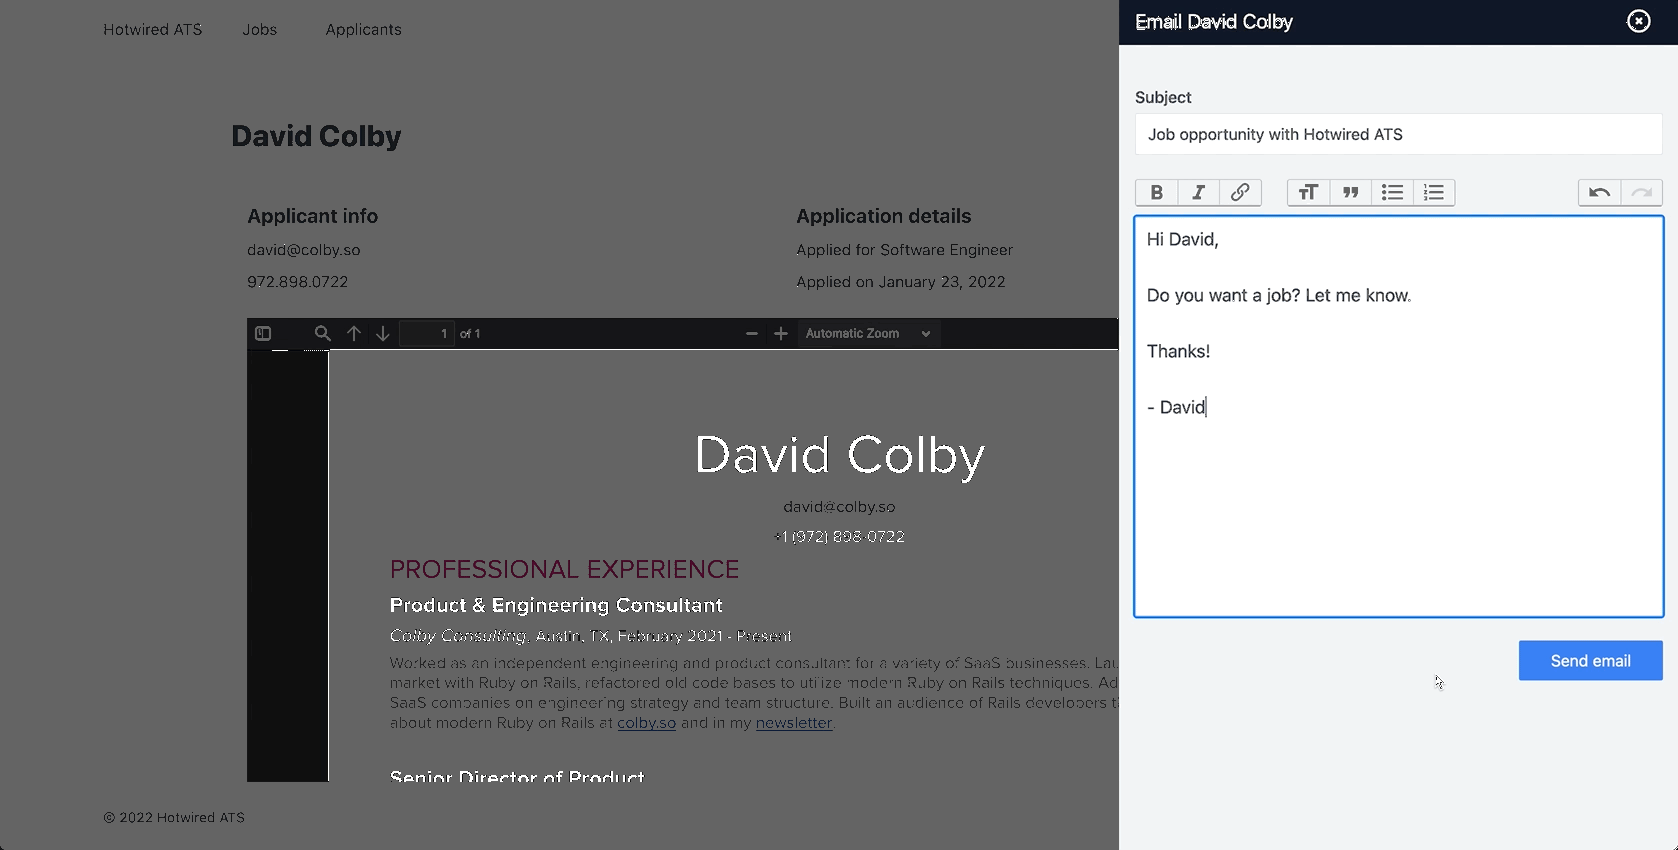 Hotwired ATS Jobs Applicants
David Colby
Applicant info
david@colby.so
972.898.0722
Application details
Applied for Software Engineer
Applied on January 23, 2022
1 of 1 Automatic Zoom
David Colby
david@colby.so
+1 (972) 898-0722
PROFESSIONAL EXPERIENCE
Product & Engineering Consultant
Colby Consulting, Austin, TX, February 2021 - Present
Worked as an independent engineering and product consultant for a variety of SaaS businesses. Lau
market with Ruby on Rails, refactored old code bases to utilize modern Ruby on Rails techniques. Ad
SaaS companies on engineering strategy and team structure. Built an audience of Rails developers t
about modern Ruby on Rails at colby.so and in my newsletter.
Senior Director of Product
© 2022 Hotwired ATS
Email David Colby
Subject
Job opportunity with Hotwired ATS
B I
Hi David,
Do you want a job? Let me know.
Thanks!
- David
Send email